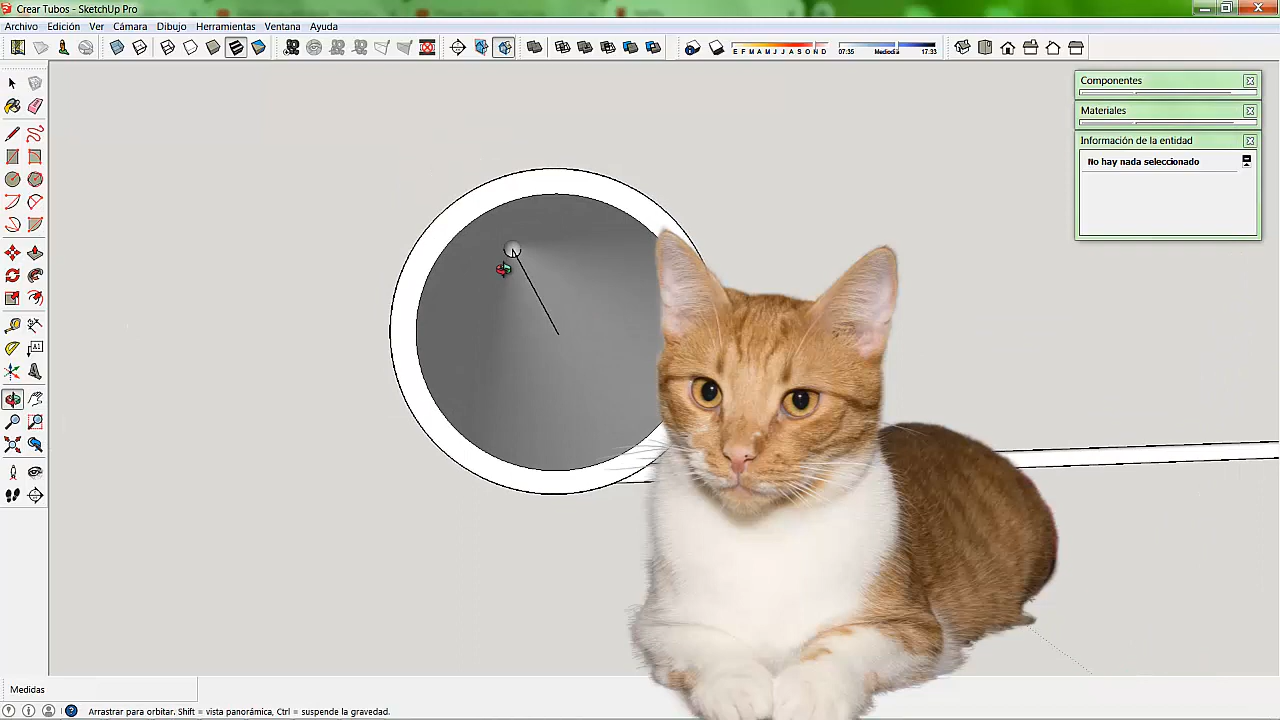 Crear Tubos - SketchUp Pro
Archivo Edición Ver Cámara Dibujo Herramientas Ventana Ayuda
E F M A M J J A S O N D
07:35 Mediodía 17:33
Componentes
Materiales
Información de la entidad
No hay nada seleccionado
A1
Medidas
Arrastrar para orbitar. Shift = vista panorámica, Ctrl = suspende la gravedad.